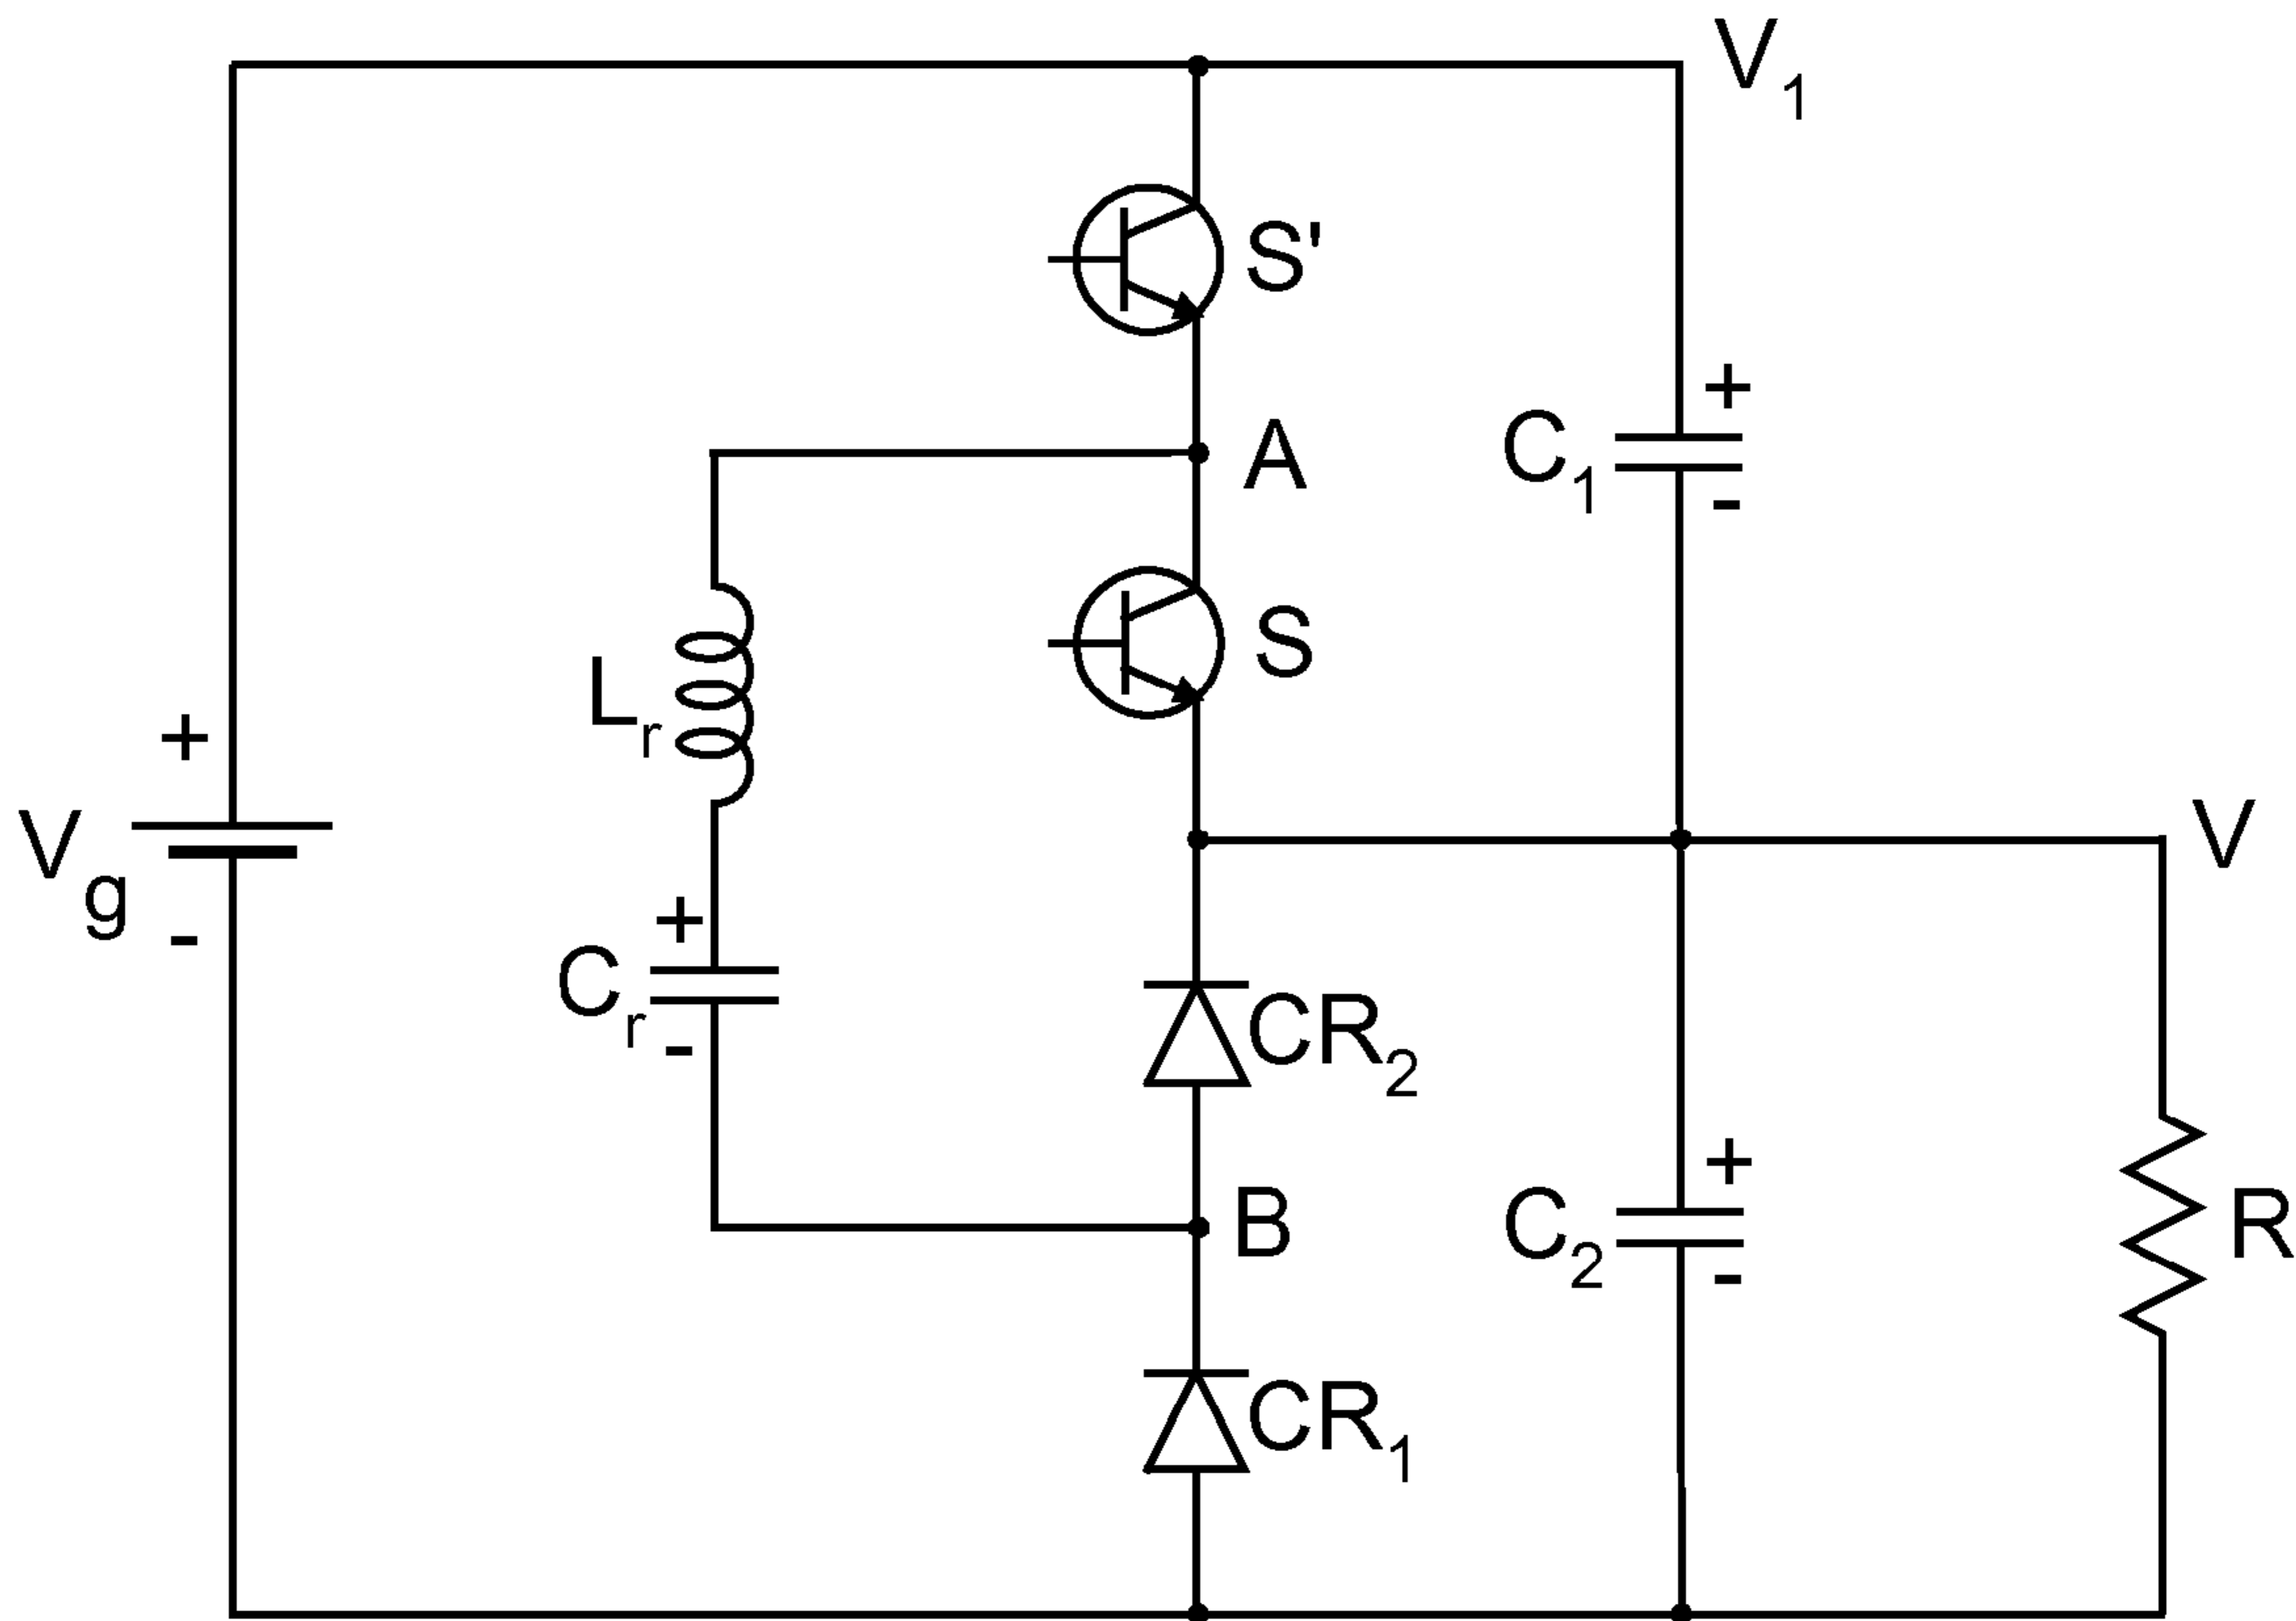 V1
S'
A
C1
+
-
S
Lr
+
Vg
-
V
+
Cr
-
CR2
B
+
C2
-
R
CR1